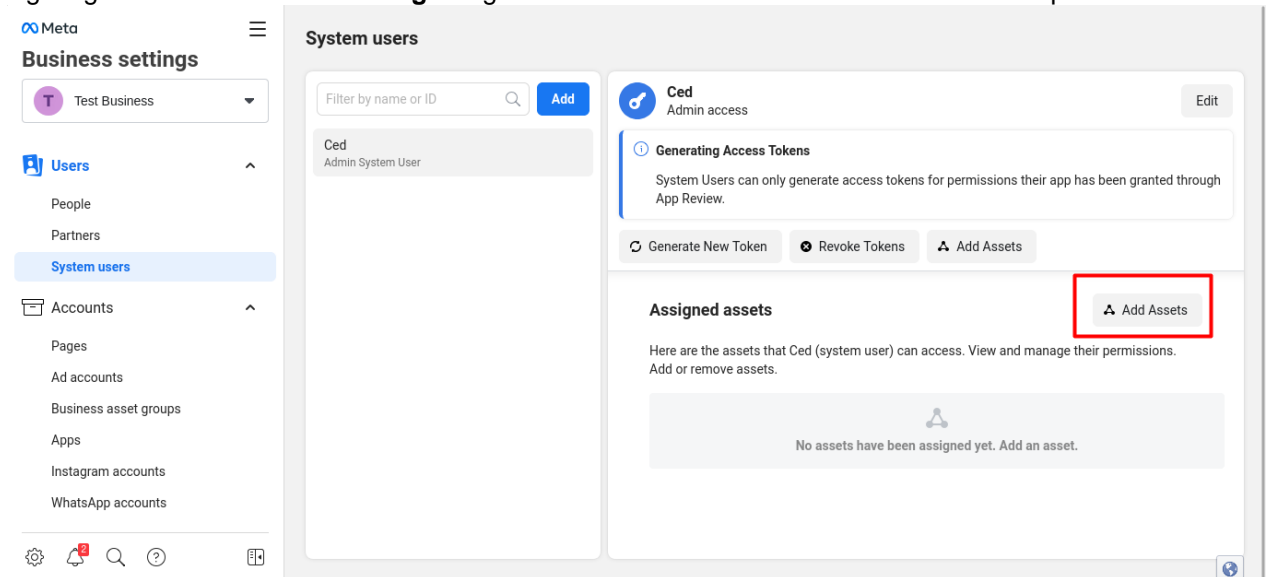 Meta
Business settings
T Test Business
Users
People
Partners
System users
Accounts
Pages
Ad accounts
Business asset groups
Apps
Instagram accounts
WhatsApp accounts
2
System users
Filter by name or ID
Add
Ced
Admin System User
Ced
Admin access
Edit
Generating Access Tokens
System Users can only generate access tokens for permissions their app has been granted through
App Review.
Generate New Token Revoke Tokens Add Assets
Assigned assets
Add Assets
Here are the assets that Ced (system user) can access. View and manage their permissions.
Add or remove assets.
No assets have been assigned yet. Add an asset.